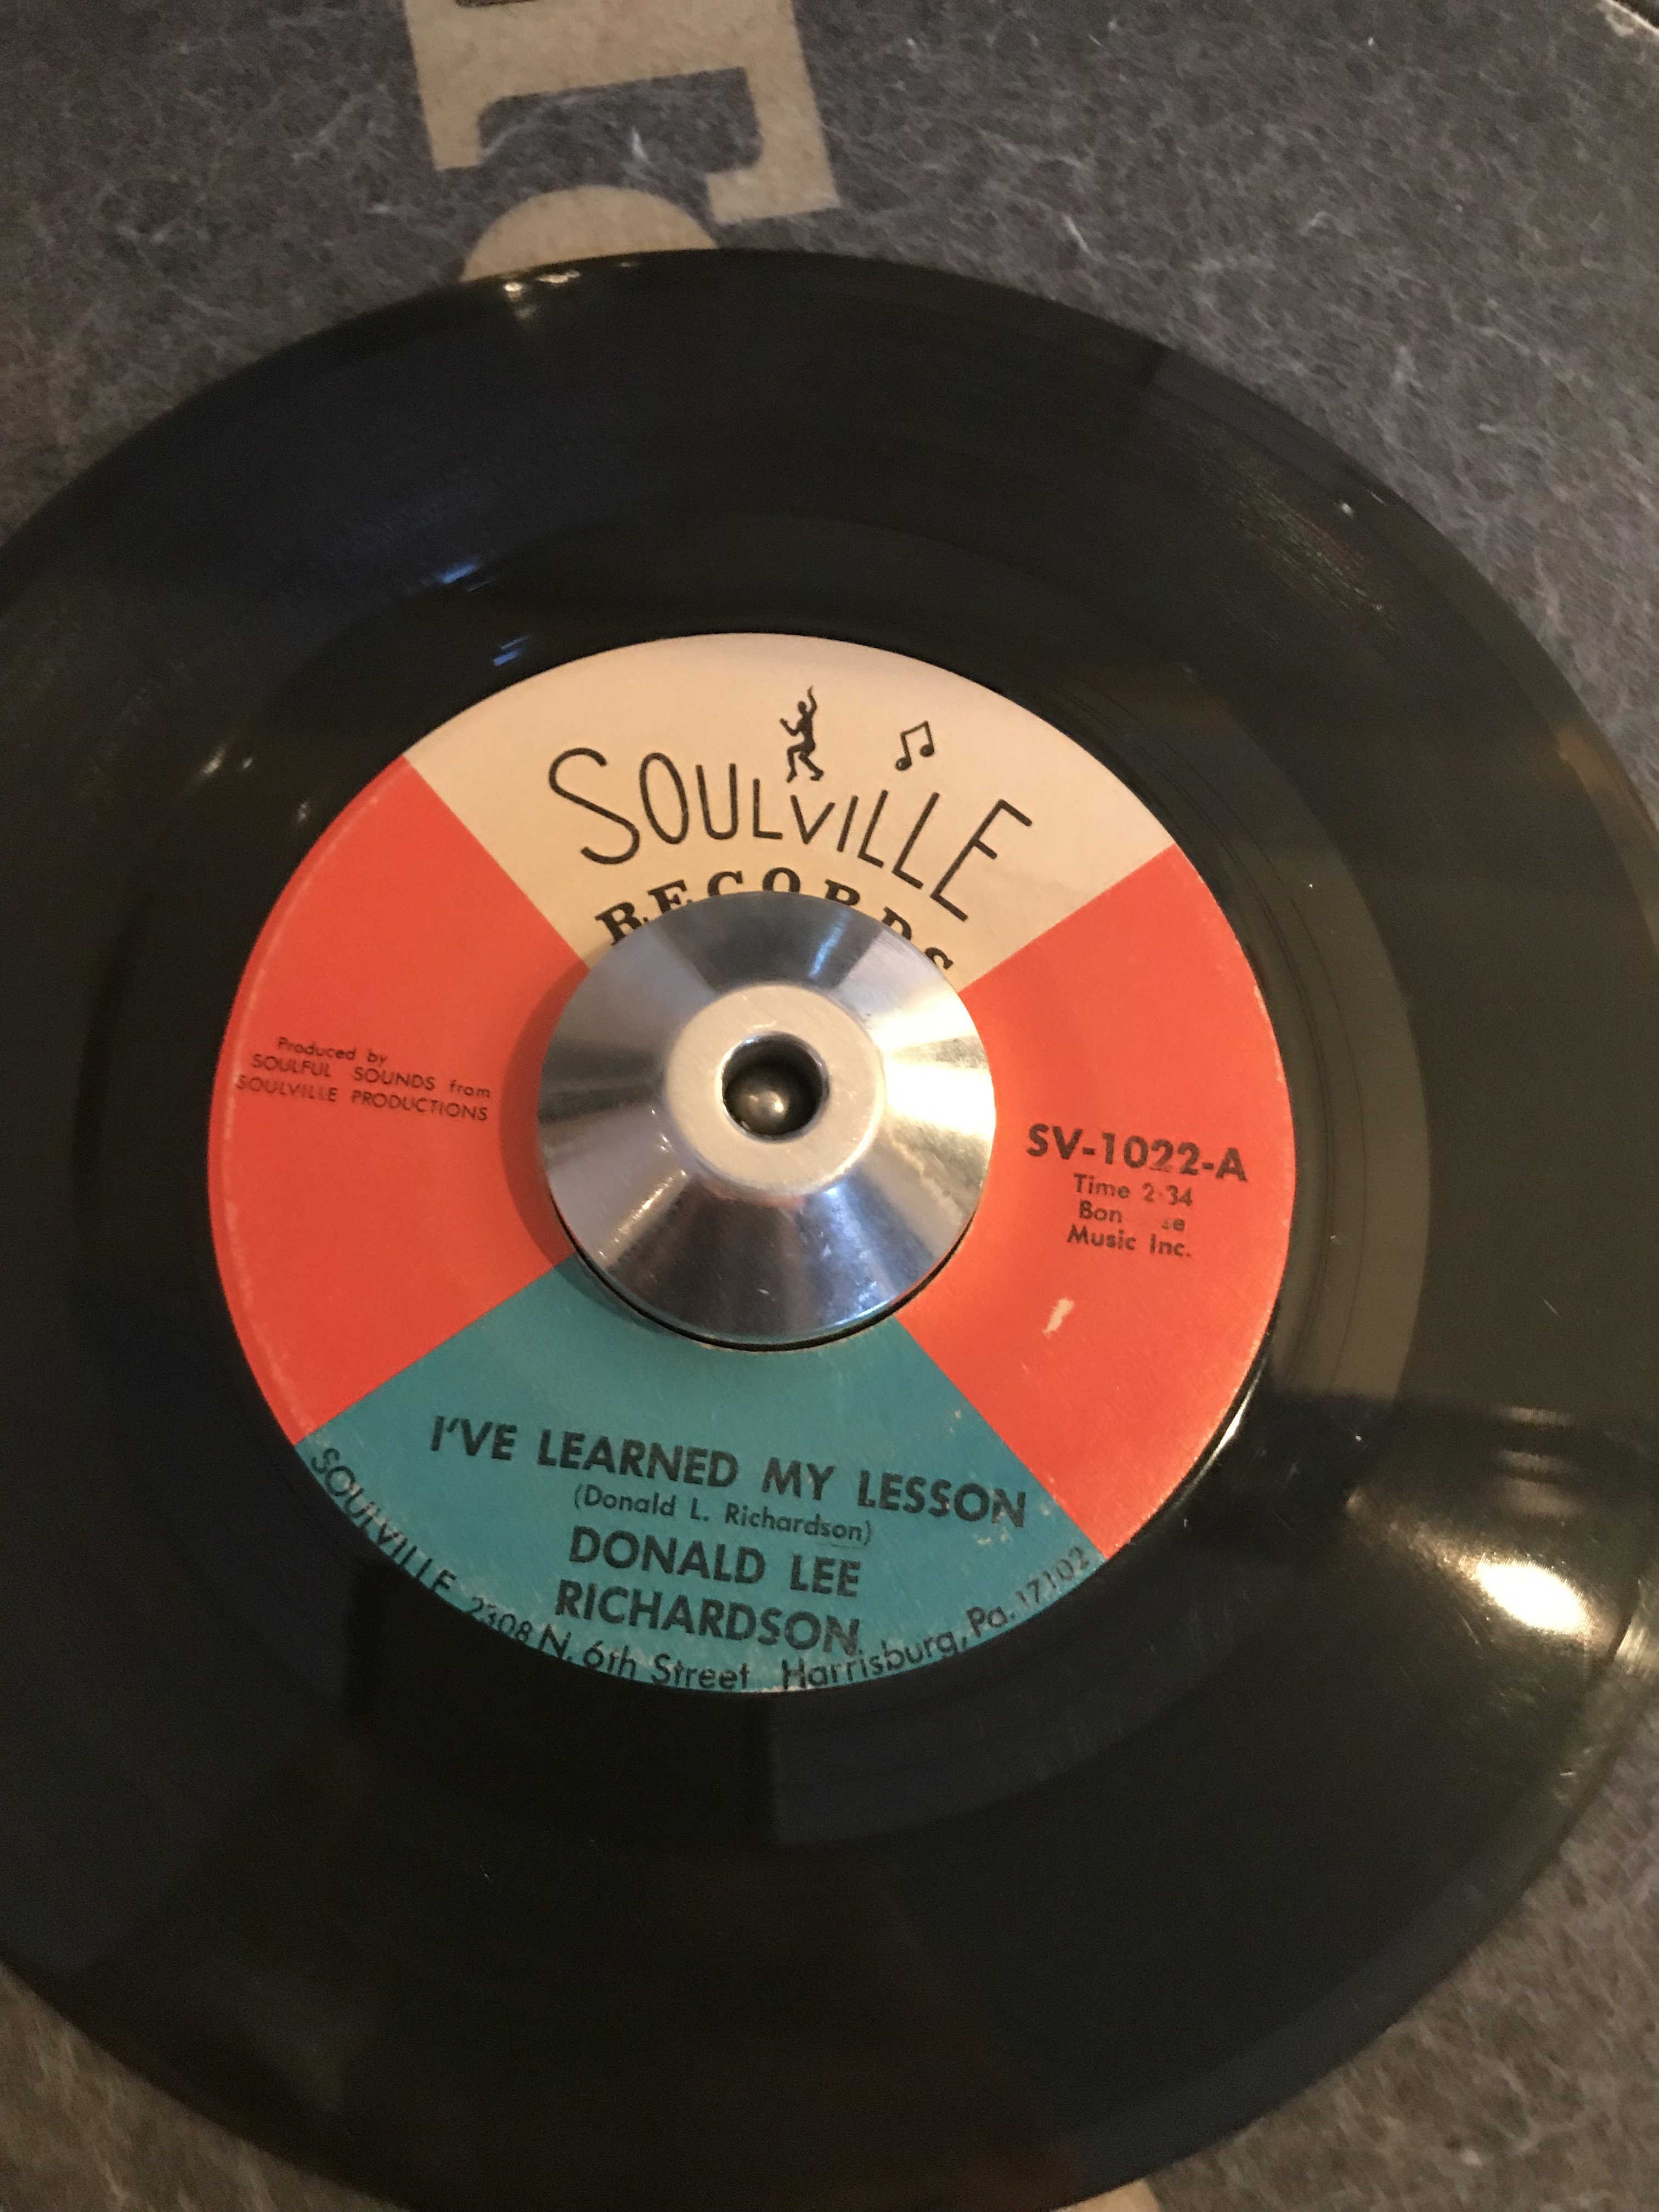 SOULVILLE
RECORDS
Produced by
SOULFUL SOUNDS from
SOULVILLE PRODUCTIONS
SV-1022-A
Time 2:34
Music Inc.
I'VE LEARNED MY LESSON
(Donald L. Richardson)
DONALD LEE
RICHARDSON
SOULVILLE 2308 N. 6th Street Harrisburg, Pa. 17102